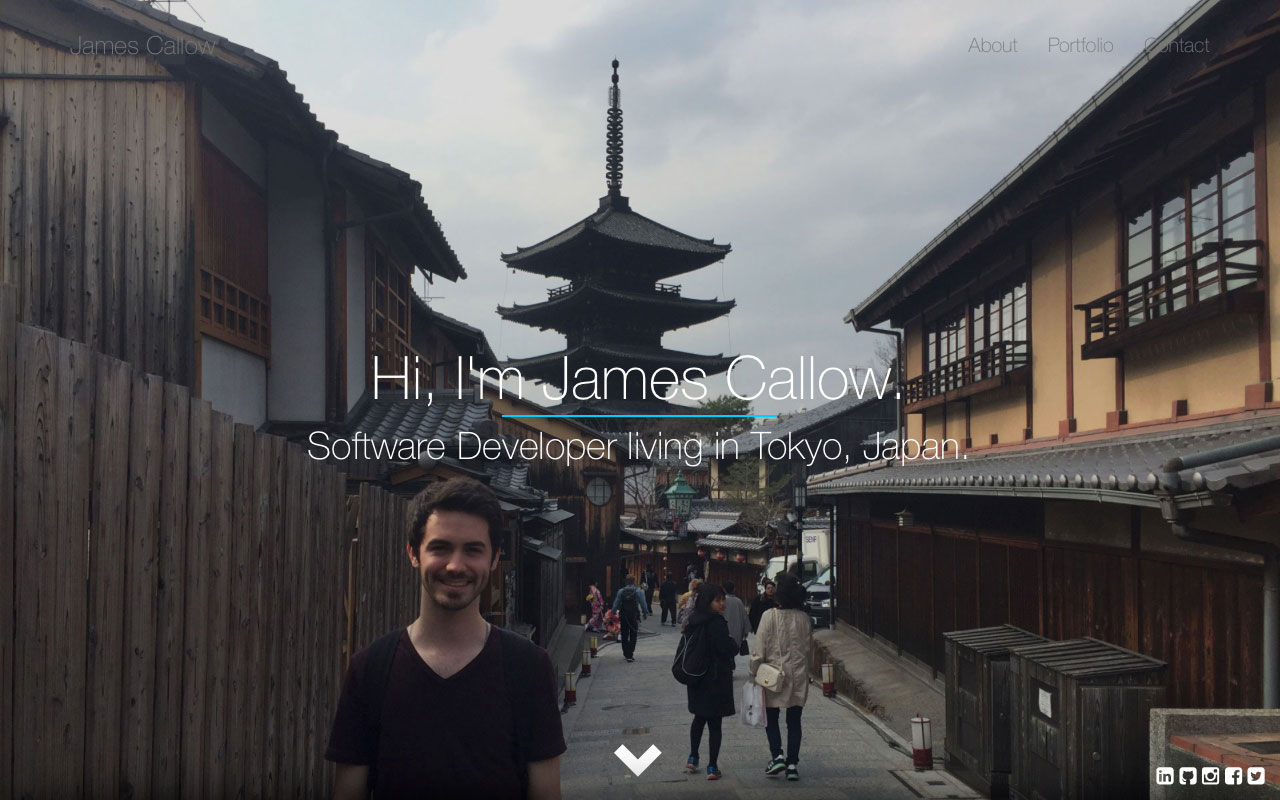 James Callow
About Portfolio Contact
Hi, I'm James Callow.
Software Developer living in Tokyo, Japan.